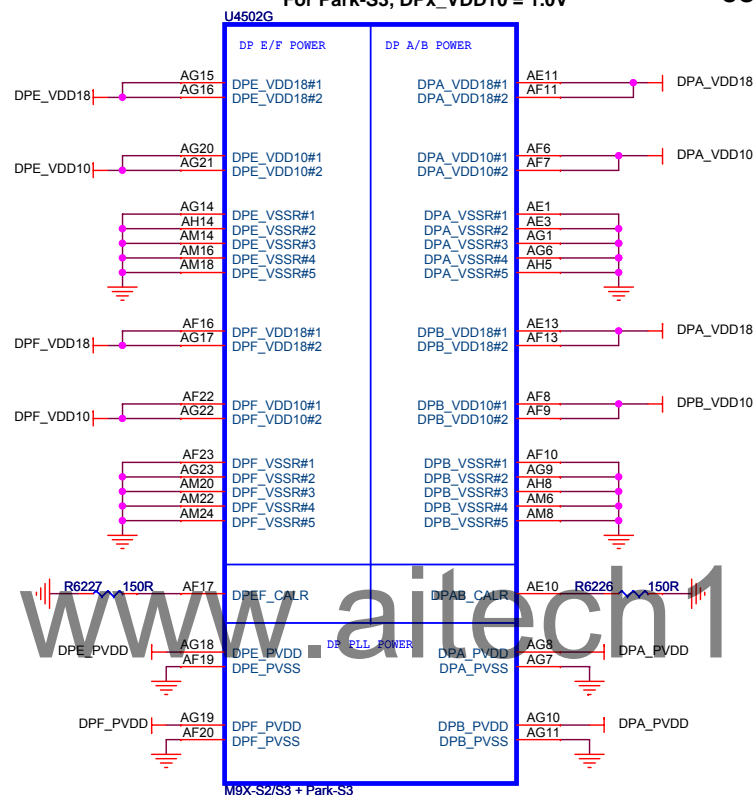 For Park-S3, DPx_VDD10 = 1.0V
U4502G
DP E/F POWER DP A/B POWER
DPE_VDD18 AG15 DPE_VDD18#1 DPA_VDD18#1 AE11 DPA_VDD18
AG16 DPE_VDD18#2 DPA_VDD18#2 AF11
DPE_VDD10 AG20 DPE_VDD10#1 DPA_VDD10#1 AF6 DPA_VDD10
AG21 DPE_VDD10#2 DPA_VDD10#2 AF7
AG14 DPE_VSSR#1 DPA_VSSR#1 AE1
AH14 DPE_VSSR#2 DPA_VSSR#2 AE3
AM14 DPE_VSSR#3 DPA_VSSR#3 AG1
AM16 DPE_VSSR#4 DPA_VSSR#4 AG6
AM18 DPE_VSSR#5 DPA_VSSR#5 AH5
DPF_VDD18 AF16 DPF_VDD18#1 DPB_VDD18#1 AE13 DPA_VDD18
AG17 DPF_VDD18#2 DPB_VDD18#2 AF13
DPF_VDD10 AF22 DPF_VDD10#1 DPB_VDD10#1 AF8 DPB_VDD10
AG22 DPF_VDD10#2 DPB_VDD10#2 AF9
AF23 DPF_VSSR#1 DPB_VSSR#1 AF10
AG23 DPF_VSSR#2 DPB_VSSR#2 AG9
AM20 DPF_VSSR#3 DPB_VSSR#3 AH8
AM22 DPF_VSSR#4 DPB_VSSR#4 AM6
AM24 DPF_VSSR#5 DPB_VSSR#5 AM8
R6227 150R AF17 DPEF_CALR DPAB_CALR AE10 R6226 150R
www.aitech1
DP PLL POWER
DPE_PVDD AG18 DPE_PVDD DPA_PVDD AG8 DPA_PVDD
AF19 DPE_PVSS DPA_PVSS AG7
DPF_PVDD AG19 DPF_PVDD DPB_PVDD AG10 DPA_PVDD
AF20 DPF_PVSS DPB_PVSS AG11
M9X-S2/S3 + Park-S3